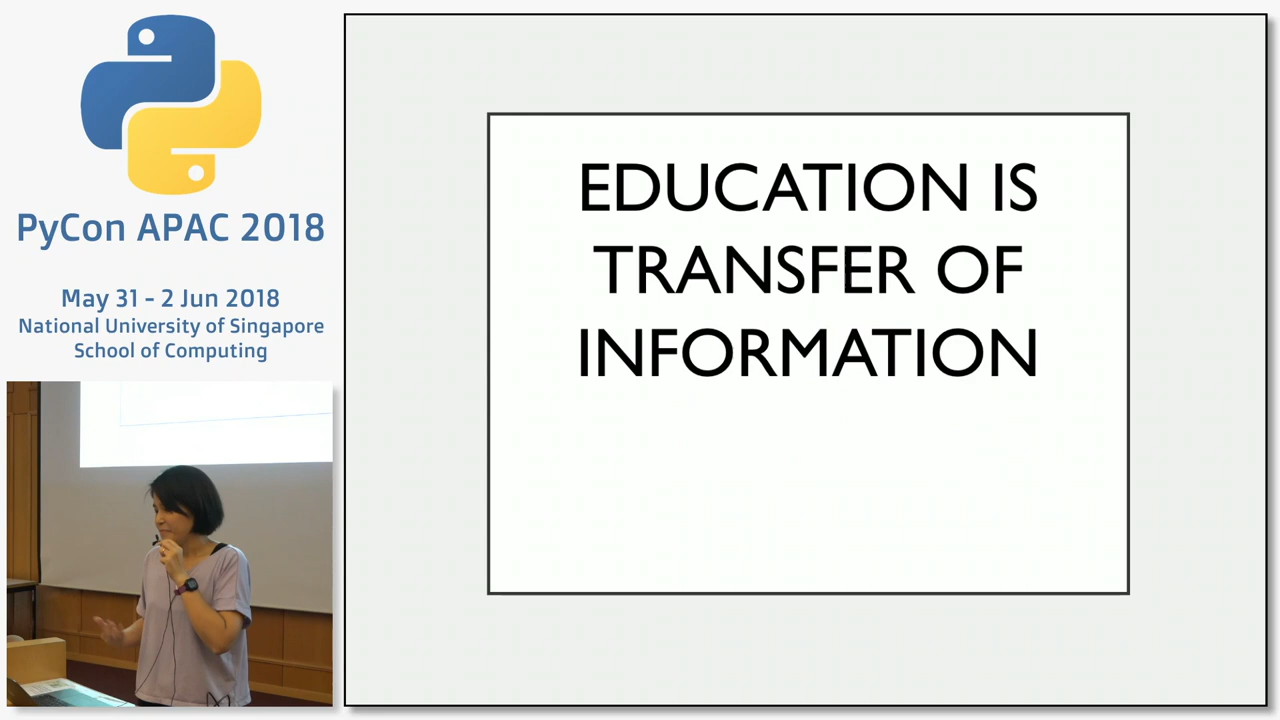 PyCon APAC 2018
May 31 - 2 Jun 2018
National University of Singapore
School of Computing
EDUCATION IS
TRANSFER OF
INFORMATION